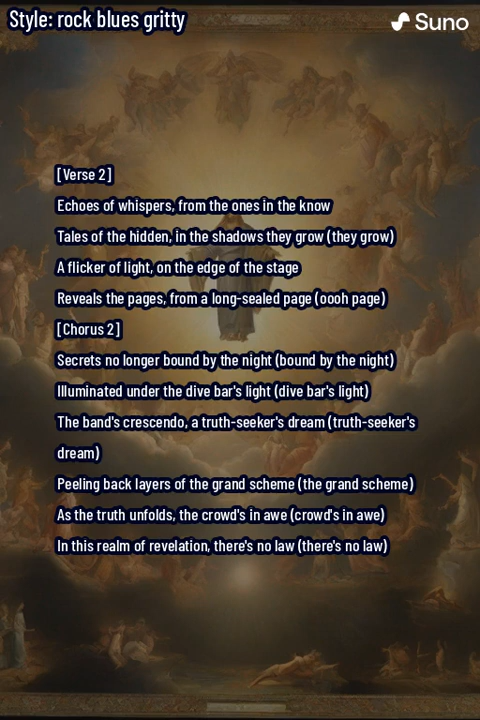 Style: rock blues gritty
Suno
[Verse 2]
Echoes of whispers, from the ones in the know
Tales of the hidden, in the shadows they grow (they grow)
A flicker of light, on the edge of the stage
Reveals the pages, from a long-sealed page (oooh page)
[Chorus 2]
Secrets no longer bound by the night (bound by the night)
Illuminated under the dive bar's light (dive bar's light)
The band's crescendo, a truth-seeker's dream (truth-seeker's
dream)
Peeling back layers of the grand scheme (the grand scheme)
As the truth unfolds, the crowd's in awe (crowd's in awe)
In this realm of revelation, there's no law (there's no law)